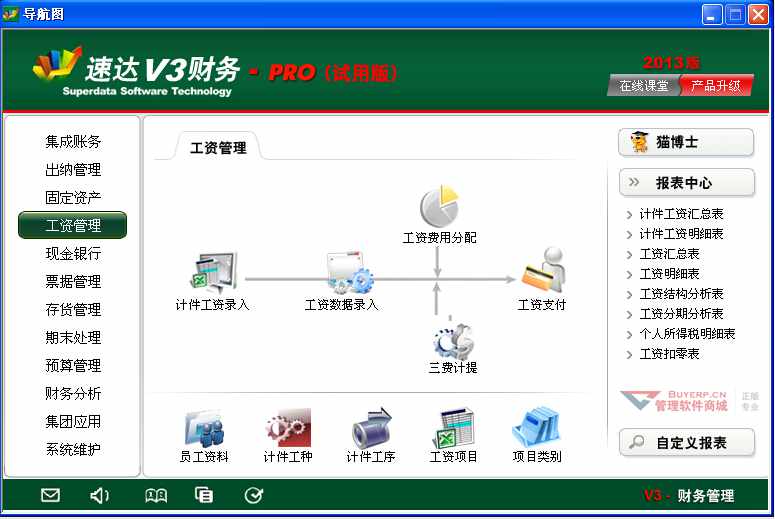 导航图
速达V3财务 - PRO（试用版）
Superdata Software Technology
2013版
在线课堂 产品升级
集成账务
出纳管理
固定资产
工资管理
现金银行
票据管理
存货管理
期末处理
预算管理
财务分析
集团应用
系统维护
工资管理
工资费用分配
计件工资录入
工资数据录入
工资支付
三费计提
员工资料
计件工种
计件工序
工资项目
项目类别
猫博士
报表中心
计件工资汇总表
计件工资明细表
工资汇总表
工资明细表
工资结构分析表
工资分期分析表
个人所得税明细表
工资扣零表
BUYERP.CN
管理软件商城
正版
专业
自定义报表
V3 - 财务管理